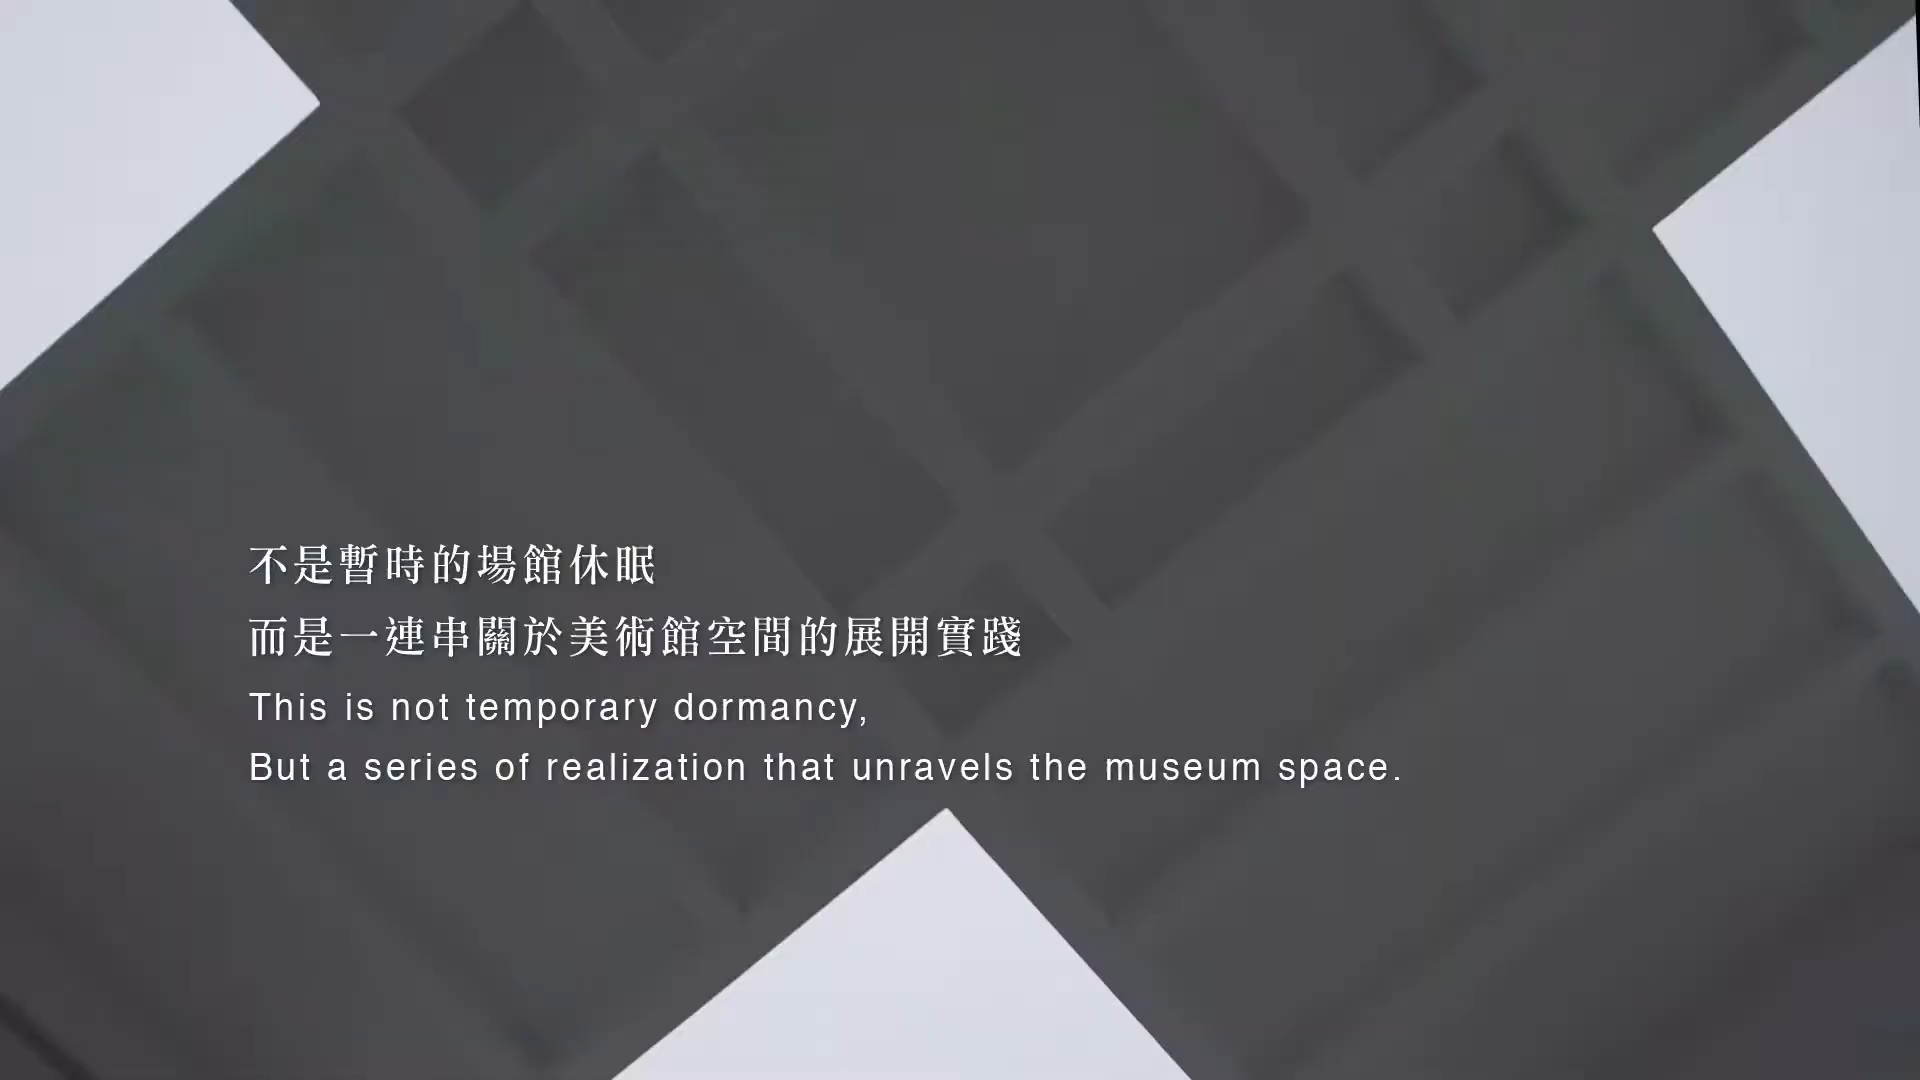 不是暫時的場館休眠
而是一連串關於美術館空間的展開實踐
This is not temporary dormancy,
But a series of realization that unravels the museum space.